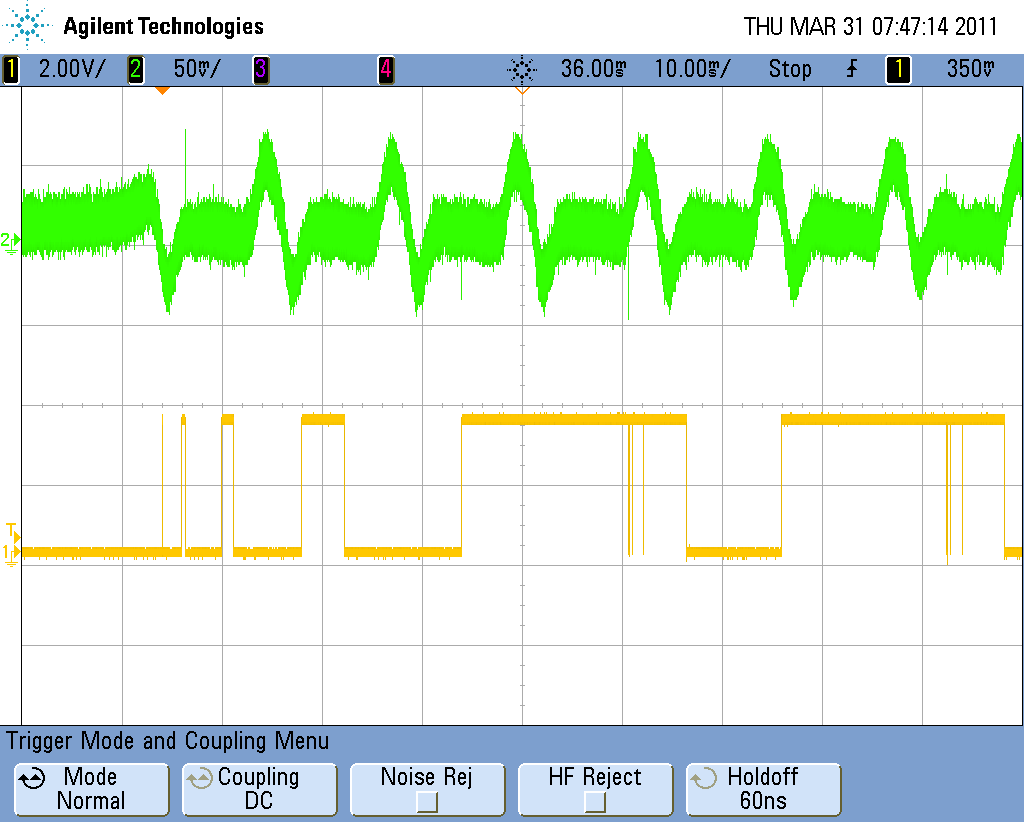 Agilent Technologies
THU MAR 31 07:47:14 2011
1 2.00V/ 2 50mV/ 3 4 36.00ms 10.00ms/ Stop 1 350mV
2
T
1
Trigger Mode and Coupling Menu
Mode Coupling Noise Rej HF Reject Holdoff
Normal DC 60ns